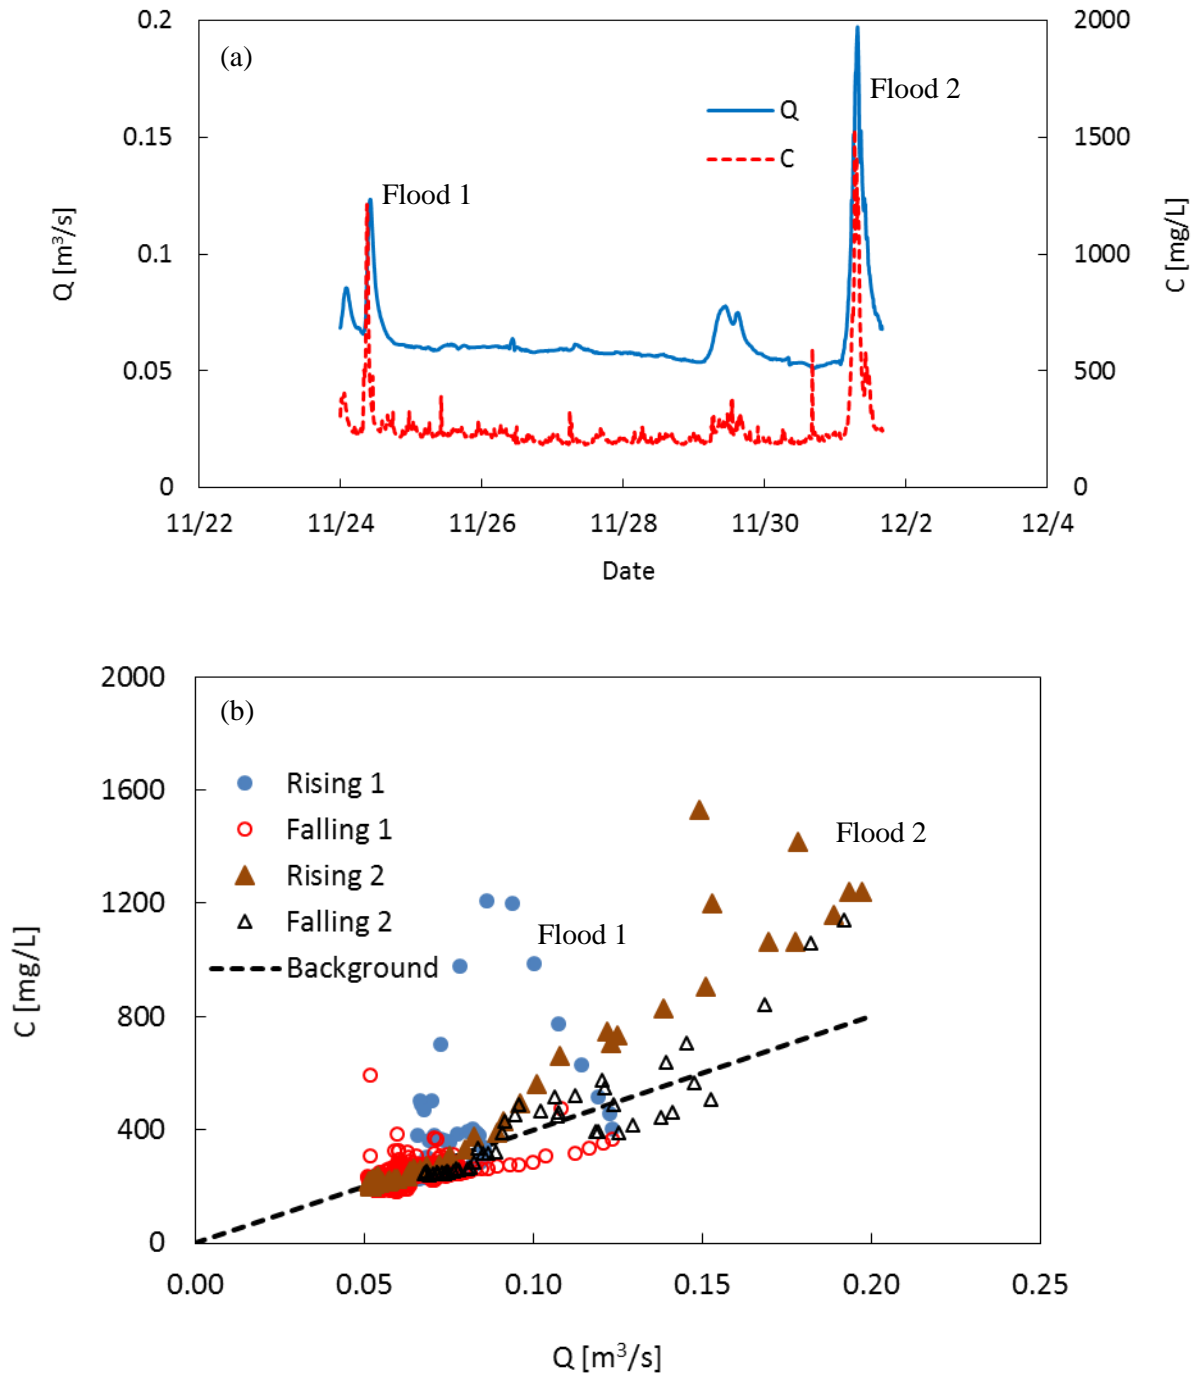 (a)
0.2
0.15
0.1
0.05
0
Q [m³/s]
2000
1500
1000
500
0
C [mg/L]
Flood 1
Flood 2
Q
C
11/22 11/24 11/26 11/28 11/30 12/2 12/4
Date
(b)
2000
1600
1200
800
400
0
C [mg/L]
Rising 1
Falling 1
Rising 2
Falling 2
Background
Flood 1
Flood 2
0.00 0.05 0.10 0.15 0.20 0.25
Q [m³/s]